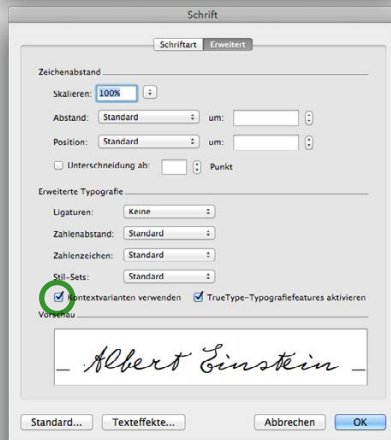 Schrift
Schriftart Erweitert
Zeichenabstand
Skalieren: 100%
Abstand: Standard um:
Position: Standard um:
Unterschneidung ab: Punkt
Erweiterte Typografie
Ligaturen: Keine
Zahlenabstand: Standard
Zahlenzeichen: Standard
Stil-Sets: Standard
Kontextvarianten verwenden TrueType-Typografiefeatures aktivieren
Vorschau
Albert Einstein
Standard... Texteffekte... Abbrechen OK